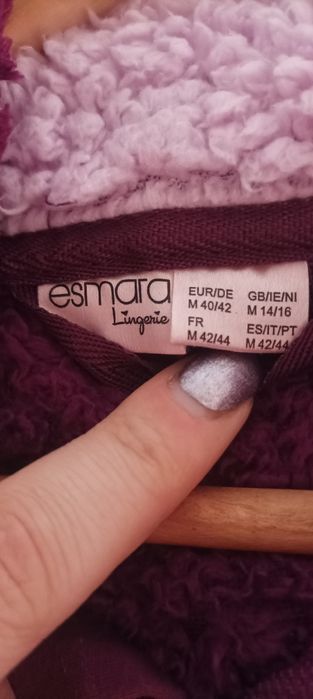 esmara
Lingerie
EUR/DE
M 40/42
FR
M 42/44
GB/IE/NI
M 14/16
ES/IT/PT
M 42/44